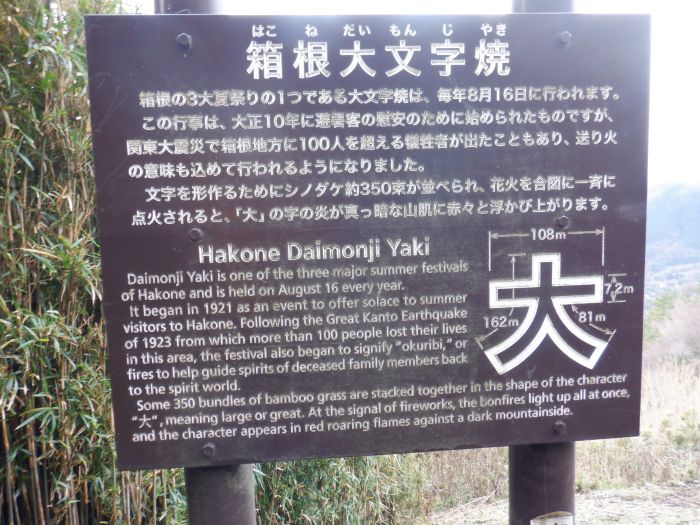 はこ ね だい もん じ やき
箱根大文字焼
箱根の3大夏祭りの1つである大文字焼は、毎年8月16日に行われます。
この行事は、大正10年に避暑客の慰安のために始められたものですが、
関東大震災で箱根地方に100人を超える犠牲者が出たこともあり、送り火
の意味も込めて行われるようになりました。
文字を形作るためにシノダケ約350束が並べられ、花火を合図に一斉に
点火されると、「大」の字の炎が真っ暗な山肌に赤々と浮かび上がります。
Hakone Daimonji Yaki
Daimonji Yaki is one of the three major summer festivals
of Hakone and is held on August 16 every year.
It began in 1921 as an event to offer solace to summer
visitors to Hakone. Following the Great Kanto Earthquake
of 1923 from which more than 100 people lost their lives
in this area, the festival also began to signify "okuribi," or
fires to help guide spirits of deceased family members back
to the spirit world.
Some 350 bundles of bamboo grass are stacked together in the shape of the character
"大", meaning large or great. At the signal of fireworks, the bonfires light up all at once,
and the character appears in red roaring flames against a dark mountainside.
108m
大
7.2m
162m
81m